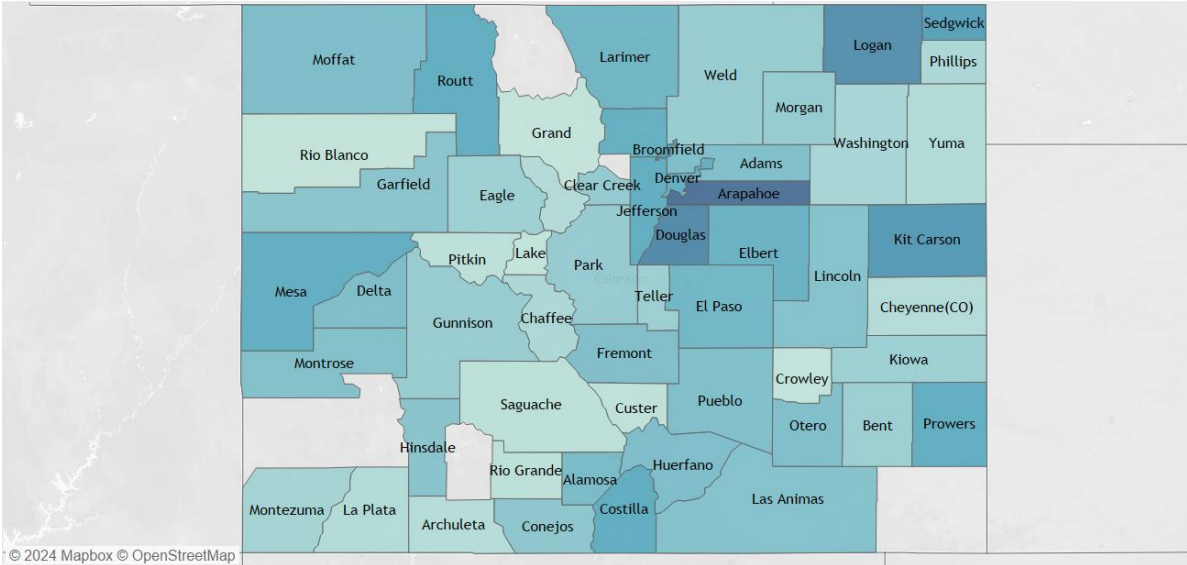 Moffat
Routt
Larimer
Weld
Logan
Sedgwick
Phillips
Morgan
Washington
Yuma
Grand
Rio Blanco
Garfield
Eagle
Clear Creek
Broomfield
Adams
Denver
Arapahoe
Jefferson
Douglas
Elbert
Kit Carson
Lincoln
Mesa
Delta
Pitkin
Lake
Park
Colorado
Teller
El Paso
Cheyenne(CO)
Gunnison
Chaffee
Fremont
Kiowa
Montrose
Crowley
Saguache
Custer
Pueblo
Otero
Bent
Prowers
Hinsdale
Rio Grande
Alamosa
Huerfano
Las Animas
Montezuma
La Plata
Archuleta
Conejos
Costilla
© 2024 Mapbox © OpenStreetMap